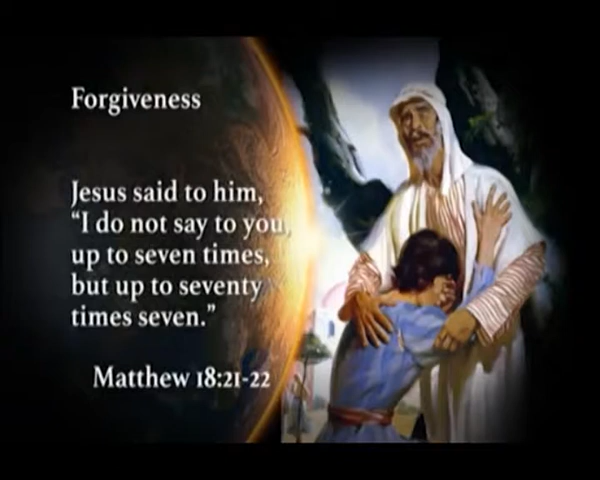 Forgiveness
Jesus said to him,
“I do not say to you,
up to seven times,
but up to seventy
times seven.”
Matthew 18:21-22